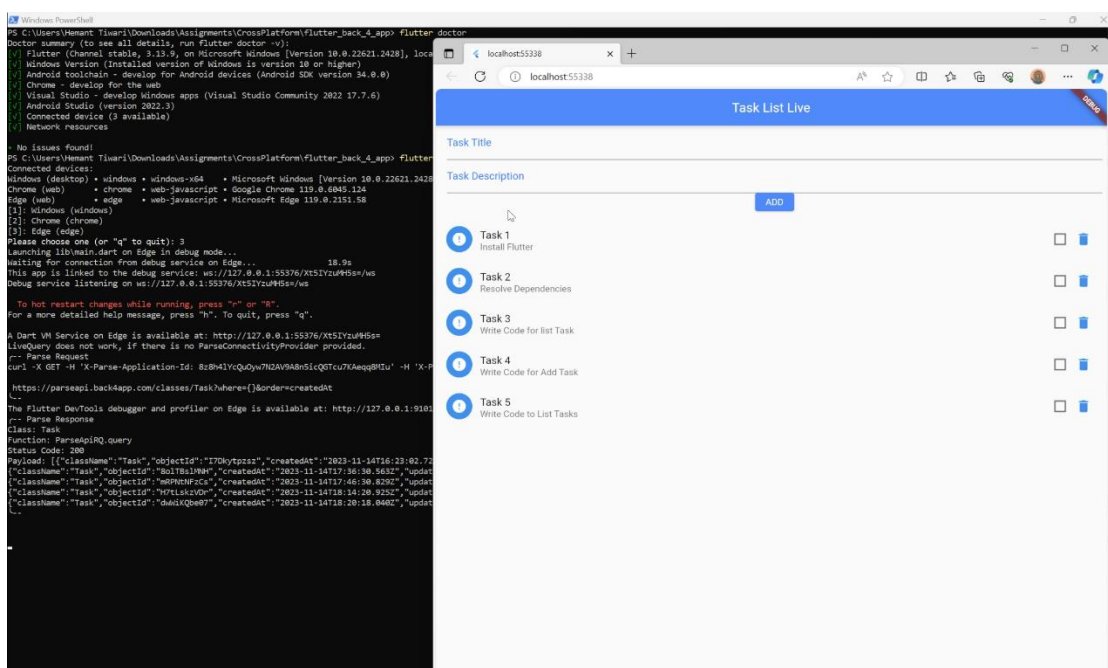 Windows PowerShell
PS C:\Users\Hemant Tiwari\Downloads\Assignments\CrossPlatform\flutter_back_4_app> flutter doctor
Doctor summary (to see all details, run flutter doctor -v):
[√] Flutter (Channel stable, 3.13.9, on Microsoft Windows [Version 10.0.22621.2428], loca
[√] Windows Version (Installed version of Windows is version 10 or higher)
[√] Android toolchain - develop for Android devices (Android SDK version 34.0.0)
[√] Chrome - develop for the web
[√] Visual Studio - develop Windows apps (Visual Studio Community 2022 17.7.6)
[√] Android Studio (version 2022.3)
[√] Connected device (3 available)
[√] Network resources
• No issues found!
PS C:\Users\Hemant Tiwari\Downloads\Assignments\CrossPlatform\flutter_back_4_app> flutter
Connected devices:
Windows (desktop) • windows • windows-x64 • Microsoft Windows [Version 10.0.22621.2428
Chrome (web) • chrome • web-javascript • Google Chrome 119.0.6045.124
Edge (web) • edge • web-javascript • Microsoft Edge 119.0.2151.58
[1]: Windows (windows)
[2]: Chrome (chrome)
[3]: Edge (edge)
Please choose one (or "q" to quit): 3
Launching lib\main.dart on Edge in debug mode...
Waiting for connection from debug service on Edge... 18.9s
This app is linked to the debug service: ws://127.0.0.1:55376/Xt5IYzuMH5s=/ws
Debug service listening on ws://127.0.0.1:55376/Xt5IYzuMH5s=/ws
To hot restart changes while running, press "r" or "R".
For a more detailed help message, press "h". To quit, press "q".
A Dart VM Service on Edge is available at: http://127.0.0.1:55376/Xt5IYzuMH5s=
LiveQuery does not work, if there is no ParseConnectivityProvider provided.
╭-- Parse Request
curl -X GET -H 'X-Parse-Application-Id: -H 'X-P
https://parseapi.back4app.com/classes/Task?where={}&order=createdAt
╰--
The Flutter DevTools debugger and profiler on Edge is available at: http://127.0.0.1:9101
╭-- Parse Response
Class: Task
Function: ParseApiRQ.query
Status Code: 200
Payload: [{"className":"Task","objectId":"I7Dkytpzsz","createdAt":"2023-11-14T16:23:02.72
{"className":"Task","objectId":"8olTBslMNH","createdAt":"2023-11-14T17:36:30.563Z","updat
{"className":"Task","objectId":"mRPNtNFzCs","createdAt":"2023-11-14T17:46:30.829Z","updat
{"className":"Task","objectId":"H7tLskzVDr","createdAt":"2023-11-14T18:14:20.925Z","updat
{"className":"Task","objectId":"dwWiKQbe07","createdAt":"2023-11-14T18:20:18.040Z","updat
╰--
localhost:55338
localhost:55338
Task List Live
DEBUG
Task Title
Task Description
ADD
Task 1
Install Flutter
Task 2
Resolve Dependencies
Task 3
Write Code for list Task
Task 4
Write Code for Add Task
Task 5
Write Code to List Tasks